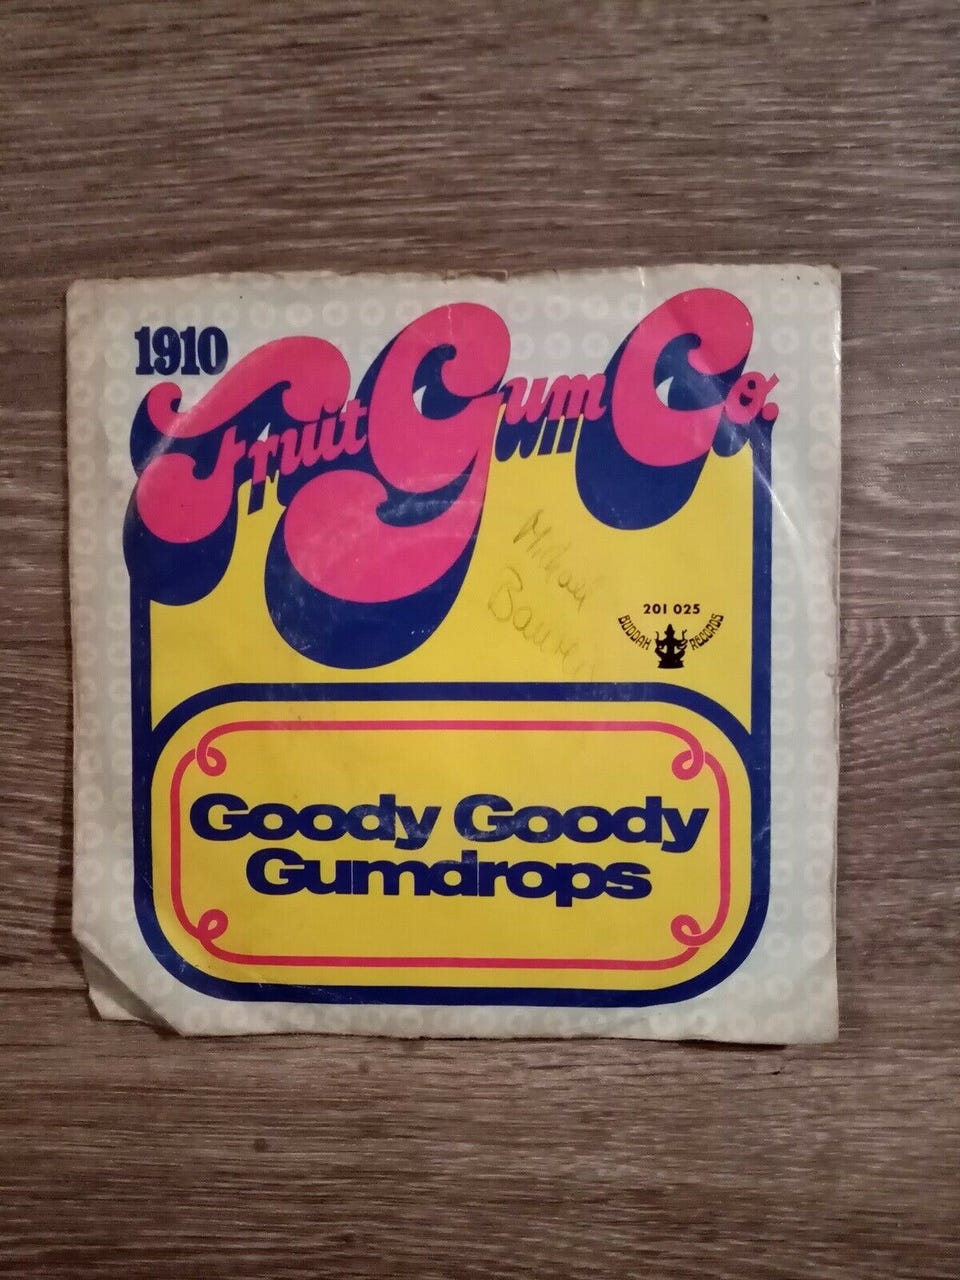 1910
Fruit Gum Co.
Michael
201 025
BUDDAH RECORDS
Goody Goody
Gumdrops